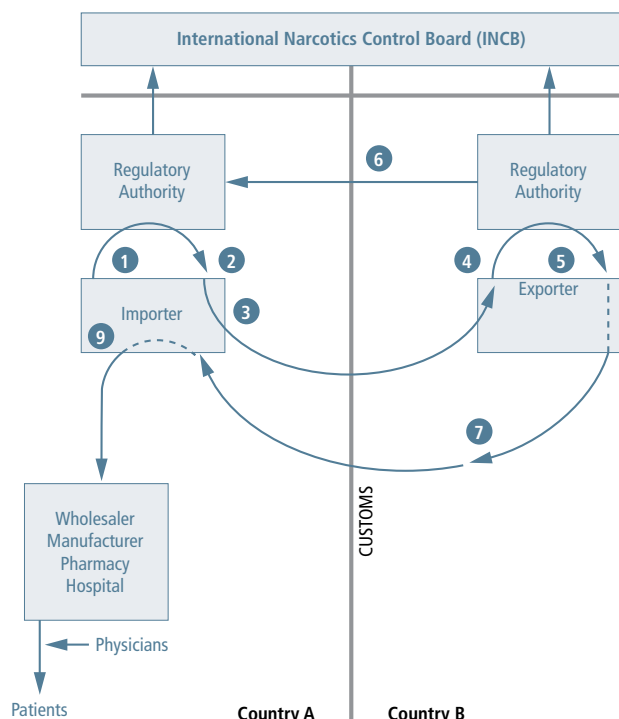 International Narcotics Control Board (INCB)
6
Regulatory
Authority
Regulatory
Authority
1
2
4
5
Importer
3
Exporter
9
7
CUSTOMS
Wholesaler
Manufacturer
Pharmacy
Hospital
Physicians
Patients
Country A
Country B